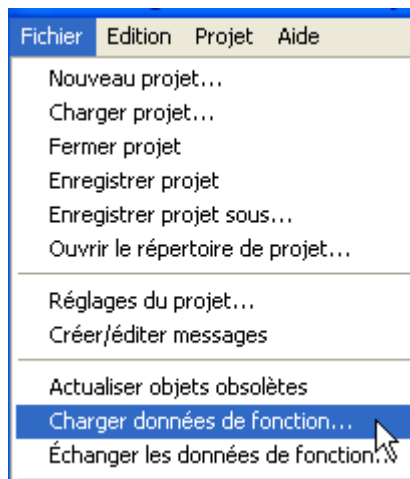 Fichier Edition Projet Aide
Nouveau projet...
Charger projet...
Fermer projet
Enregistrer projet
Enregistrer projet sous...
Ouvrir le répertoire de projet...
Réglages du projet...
Créer/éditer messages
Actualiser objets obsolètes
Charger données de fonction...
Échanger les données de fonction...